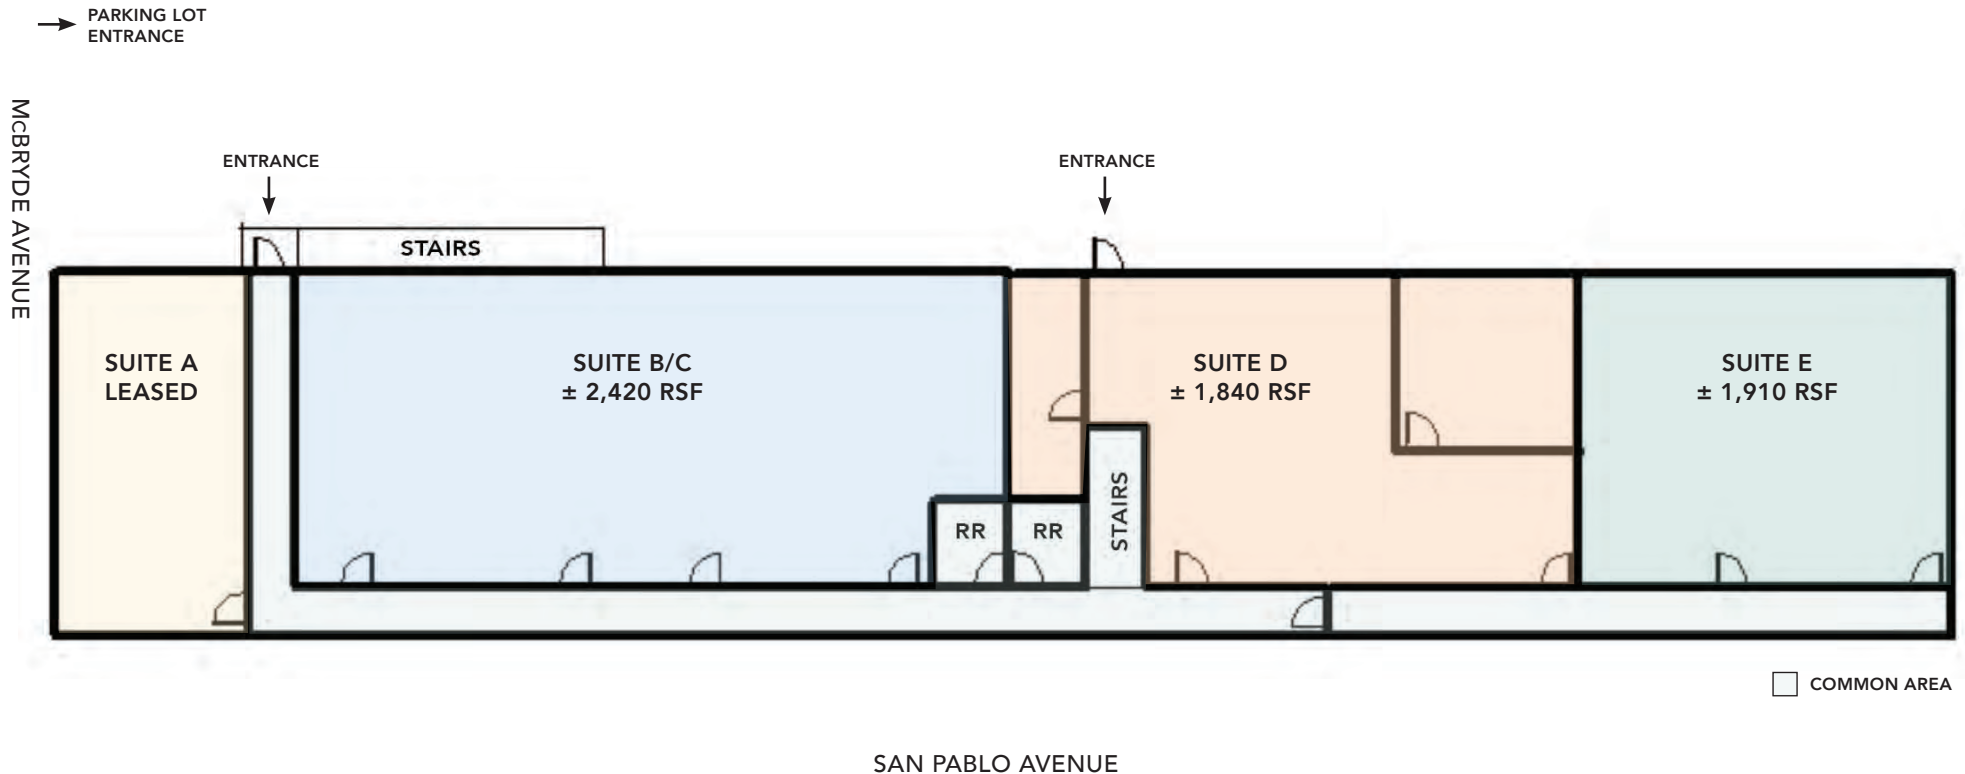 PARKING LOT
ENTRANCE
McBRYDE AVENUE
ENTRANCE
ENTRANCE
STAIRS
SUITE A
LEASED
SUITE B/C
± 2,420 RSF
SUITE D
± 1,840 RSF
SUITE E
± 1,910 RSF
RR
RR
STAIRS
COMMON AREA
SAN PABLO AVENUE